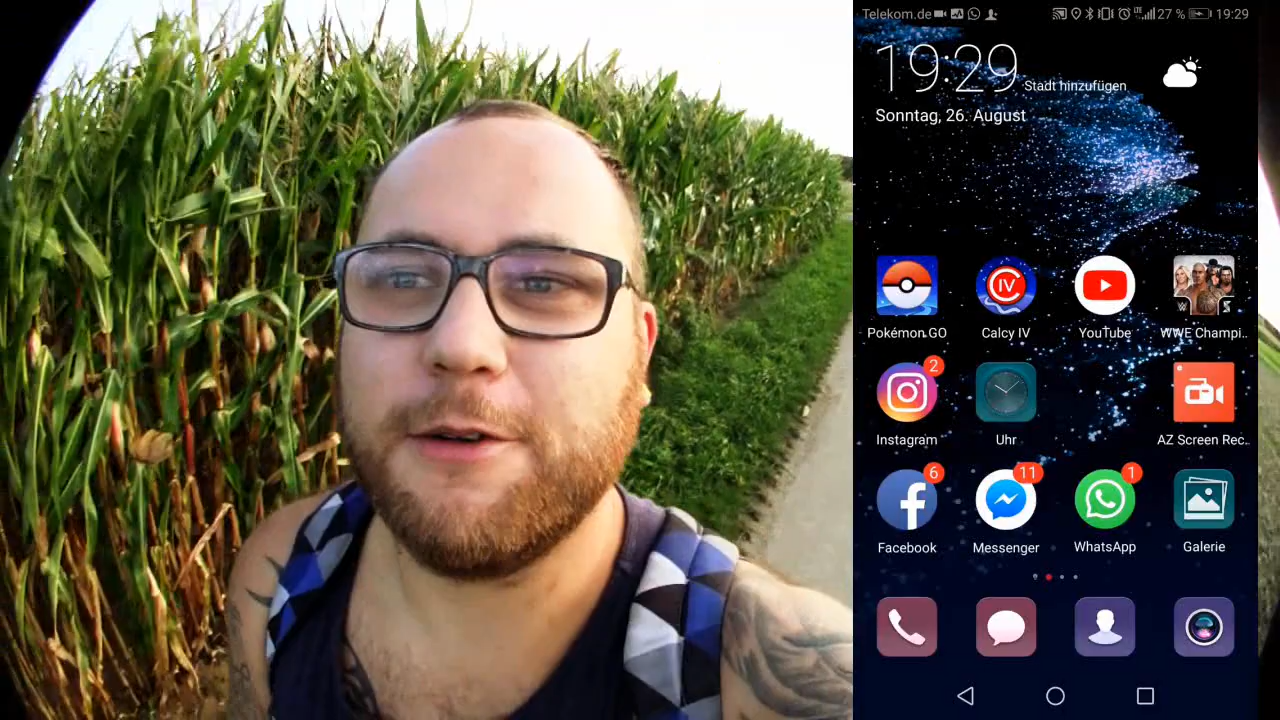 Telekom.de 27 % 19:29
19:29 Stadt hinzufügen
Sonntag, 26. August
IV
Pokémon GO Calcy IV YouTube WWE Champi..
2
Instagram Uhr AZ Screen Rec..
6 11 1
Facebook Messenger WhatsApp Galerie